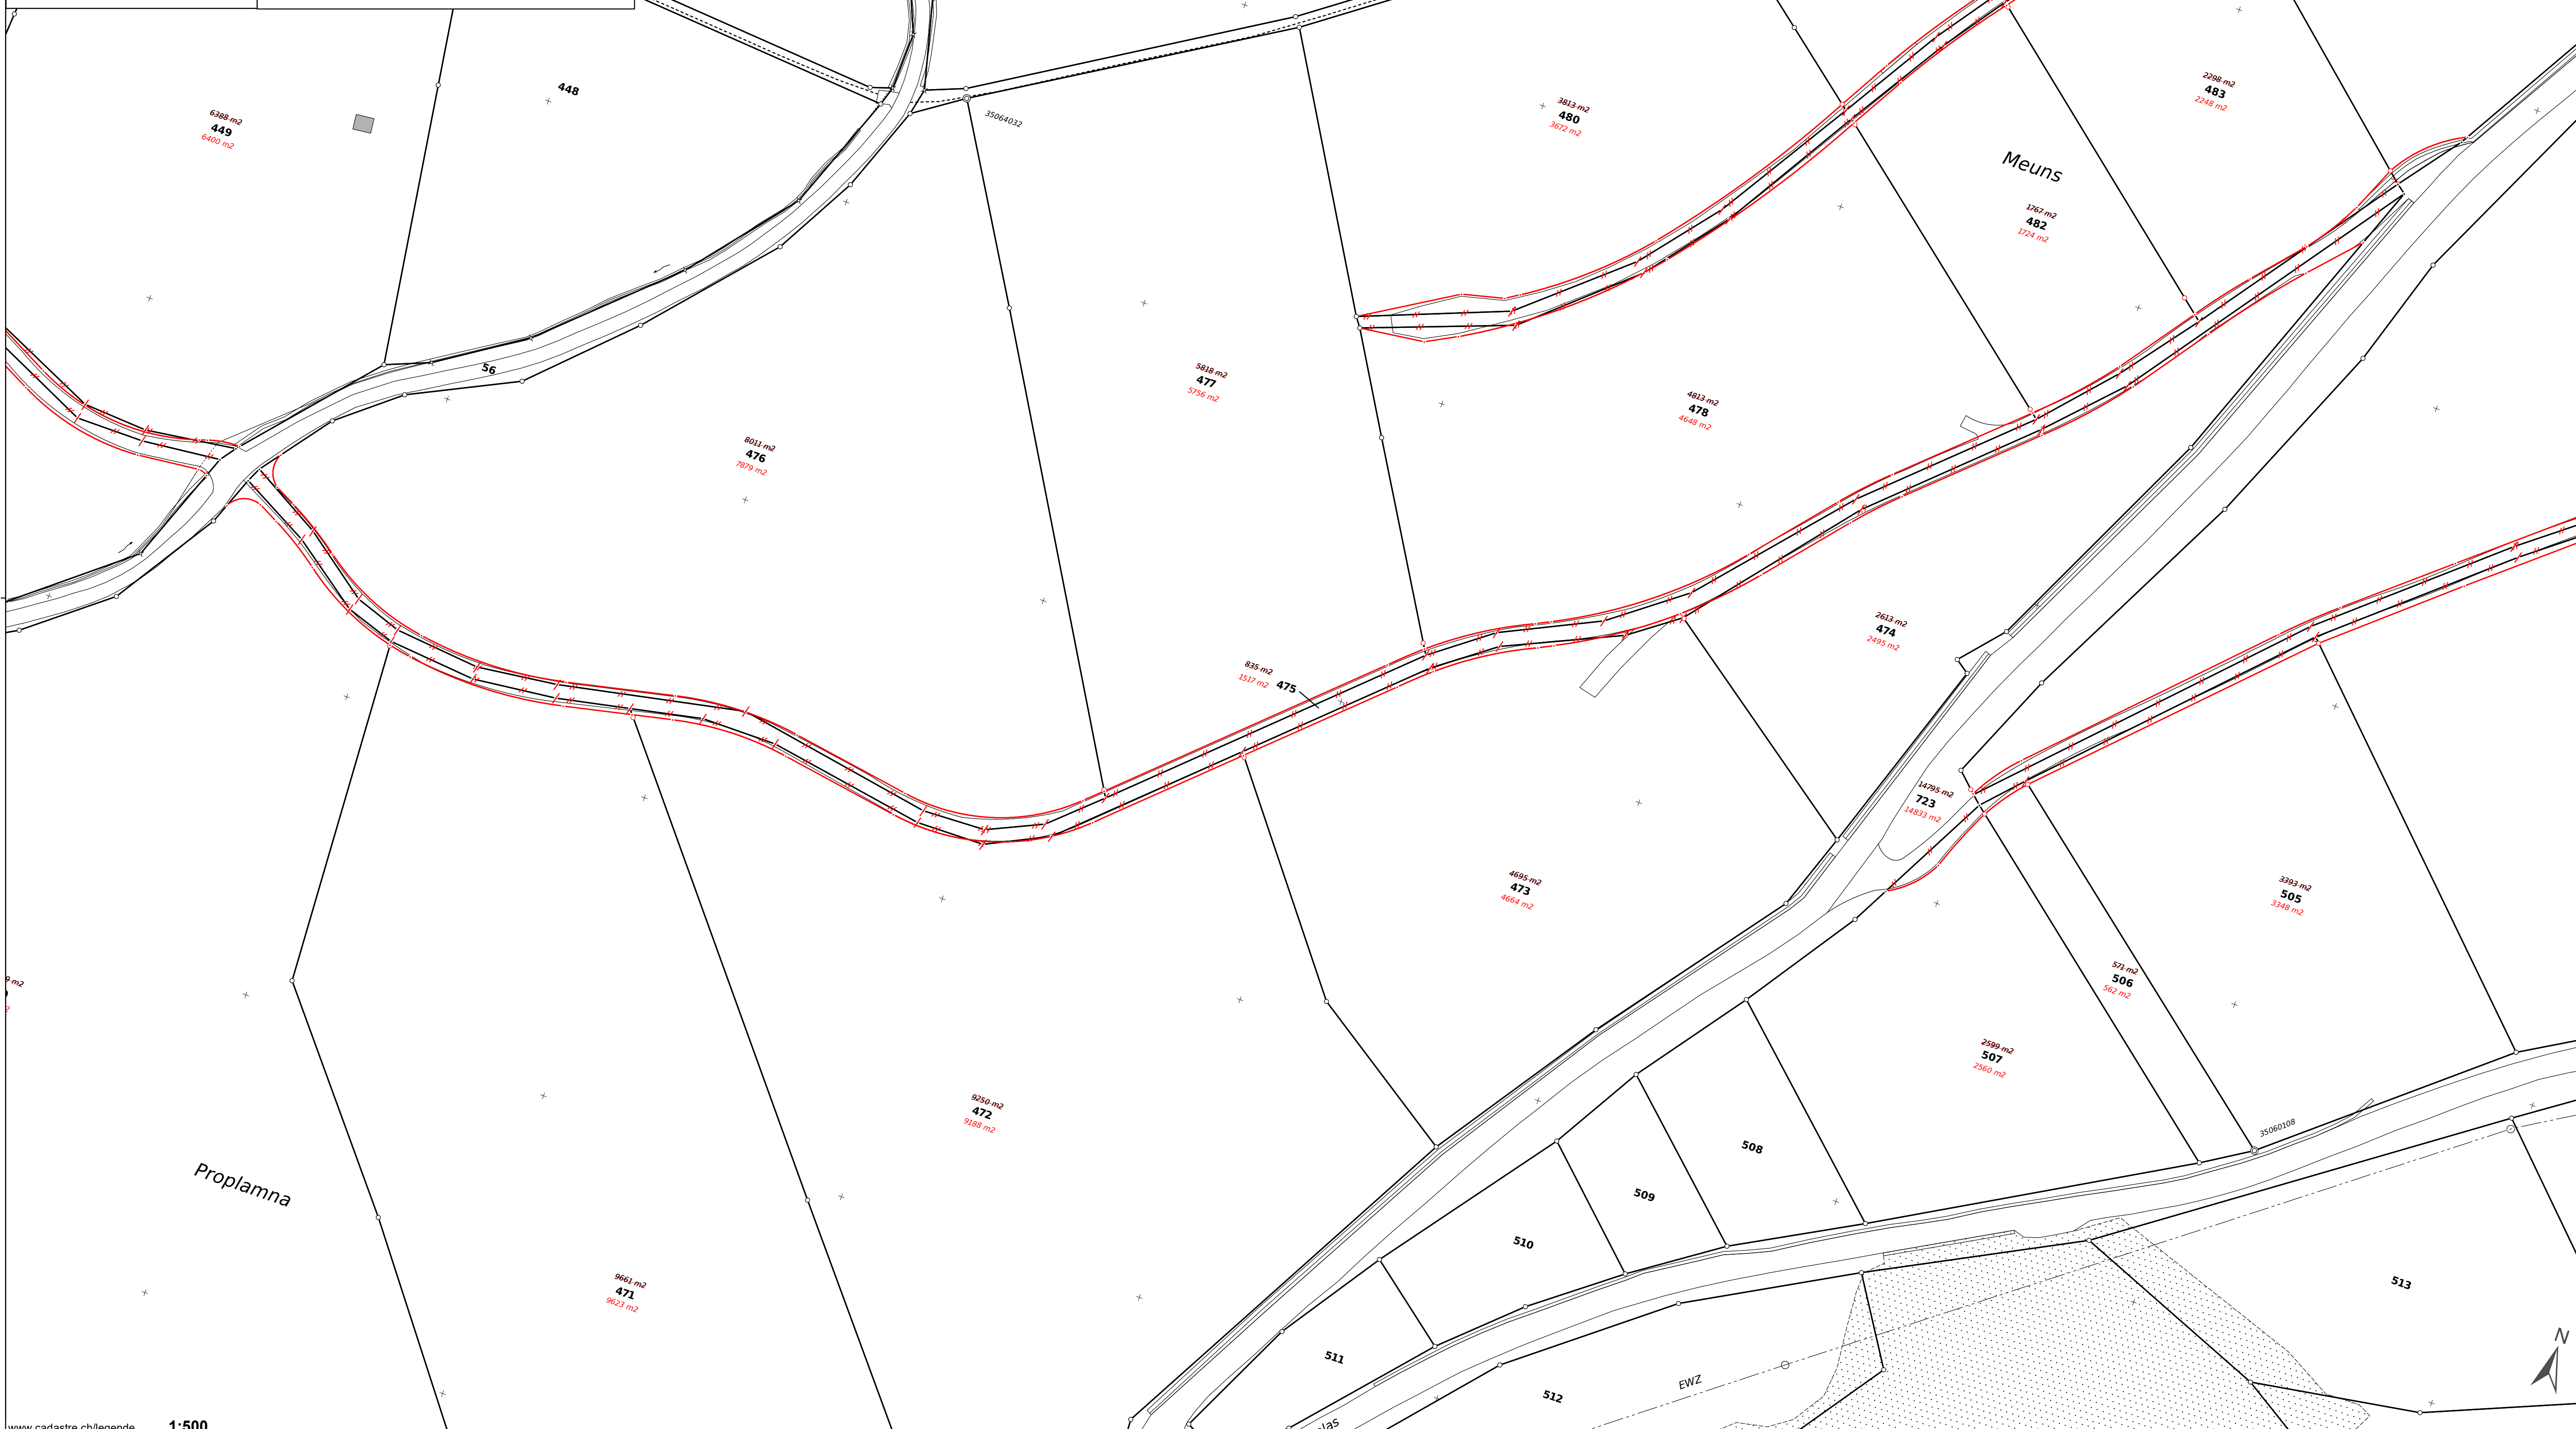 448
6388 m2
449
6400 m2
35064032
3813 m2
480
3672 m2
2298 m2
483
2248 m2
Meuns
1767 m2
482
1724 m2
56
5818 m2
477
5756 m2
4813 m2
478
4648 m2
8011 m2
476
7879 m2
2613 m2
474
2495 m2
835 m2
1517 m2 475
14795 m2
723
14833 m2
4695 m2
473
4664 m2
3393 m2
505
3348 m2
9 m2
571 m2
506
562 m2
2599 m2
507
2560 m2
9250 m2
472
9188 m2
35060108
508
Proplamna
509
510
9661 m2
471
9623 m2
513
511
N
EWZ
512
las
www.cadastre.ch/legende 1:500